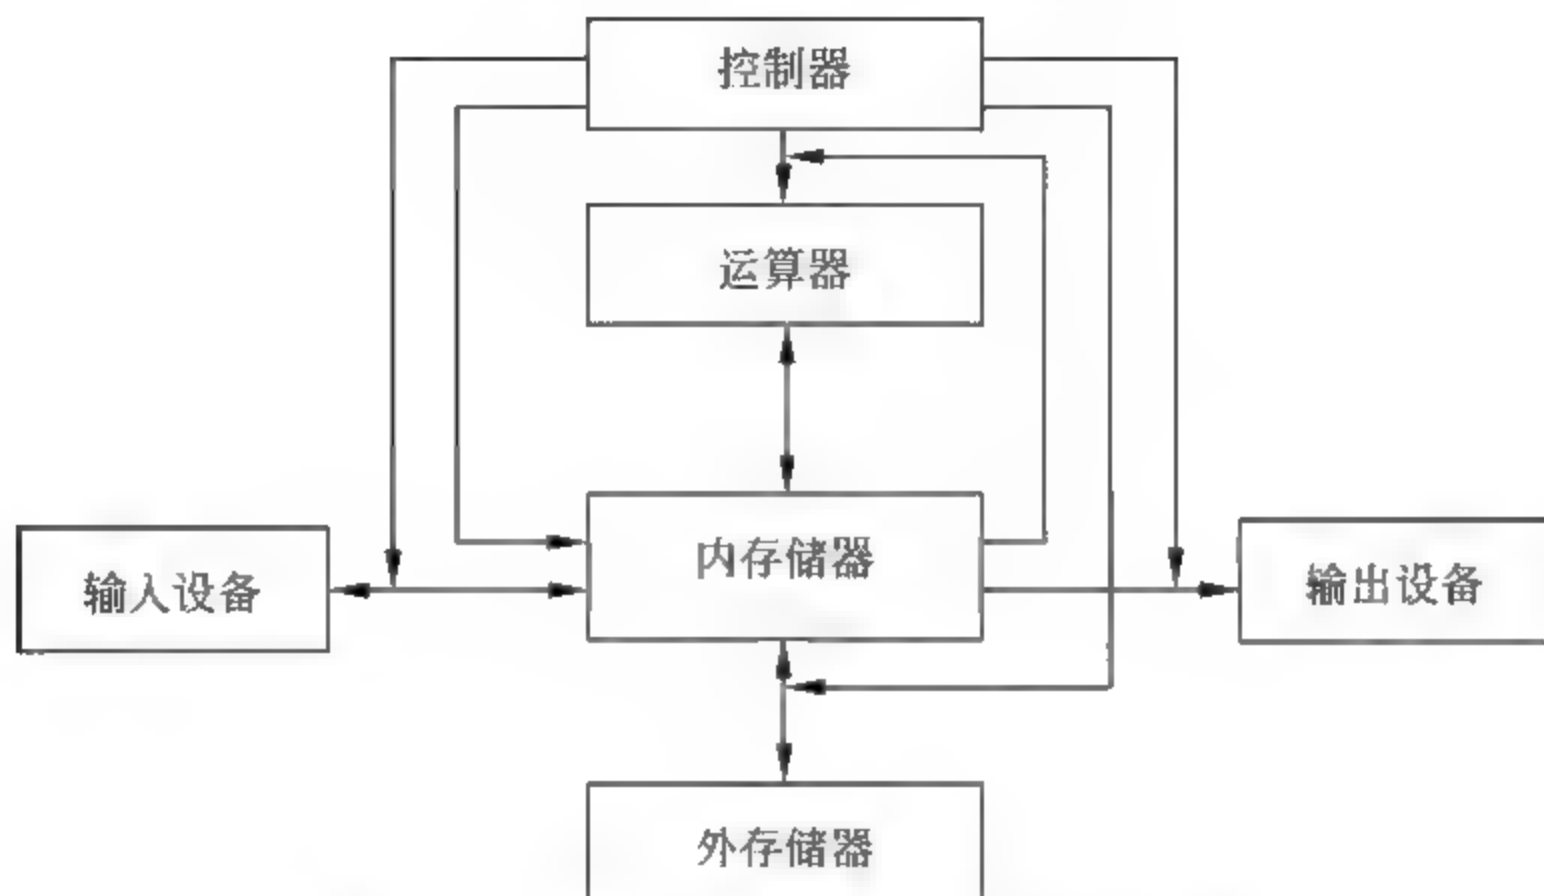 控制器
运算器
内存储器
输入设备
输出设备
外存储器